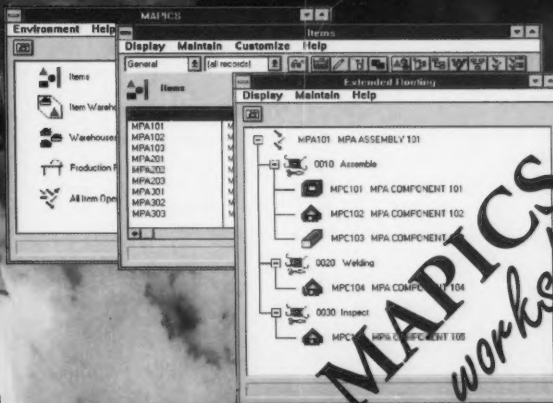 MAPICS
Environment Help
Items
Item Wareho
Warehouses
Production F
All Item Ope
Items
Display Maintain Customize Help
General
[all records]
Items
MPA101
MPA102
MPA103
MPA201
MPA202
MPA203
MPA301
MPA302
MPA303
Extended Routing
Display Maintain Help
MPA101 MPA ASSEMBLY 101
0010 Assemble
MPC101 MPA COMPONENT 101
MPC102 MPA COMPONENT 102
MPC103 MPA COMPONENT
0020 Welding
MPC104 MPA COMPONENT 104
0030 Inspect
MPA COMPONENT 105
MAPICS
works